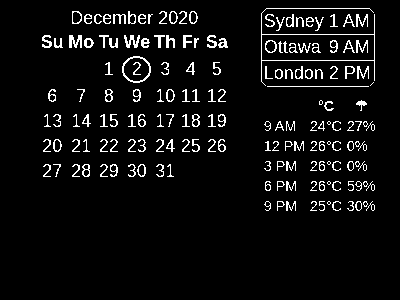 December 2020
Su Mo Tu We Th Fr Sa
1 2 3 4 5
6 7 8 9 10 11 12
13 14 15 16 17 18 19
20 21 22 23 24 25 26
27 28 29 30 31
Sydney 1 AM
Ottawa 9 AM
London 2 PM
°C ☂
9 AM 24°C 27%
12 PM 26°C 0%
3 PM 26°C 0%
6 PM 26°C 59%
9 PM 25°C 30%